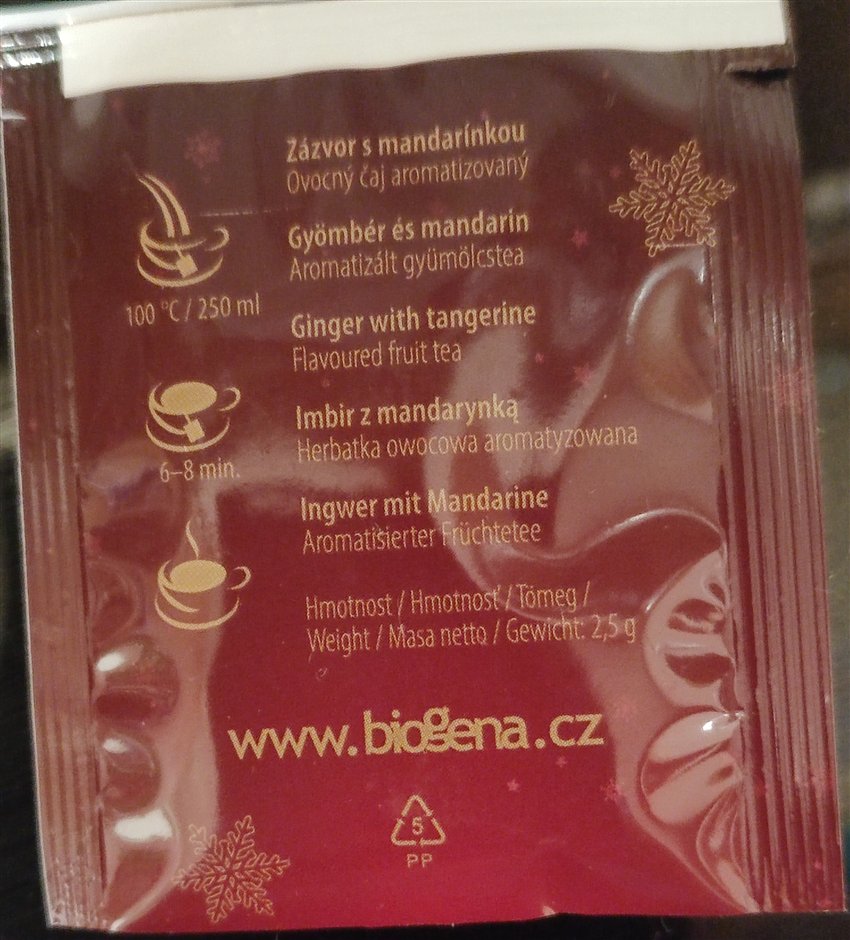 Zázvor s mandarínkou
Ovocný čaj aromatizovaný
Gyömbér és mandarin
Aromatizált gyümölcstea
100 °C / 250 ml
Ginger with tangerine
Flavoured fruit tea
Imbir z mandarynką
Herbatka owocowa aromatyzowana
6–8 min.
Ingwer mit Mandarine
Aromatisierter Früchtetee
Hmotnost / Hmotnosť / Tömeg /
Weight / Masa netto / Gewicht: 2,5 g
www.biogena.cz
5
PP